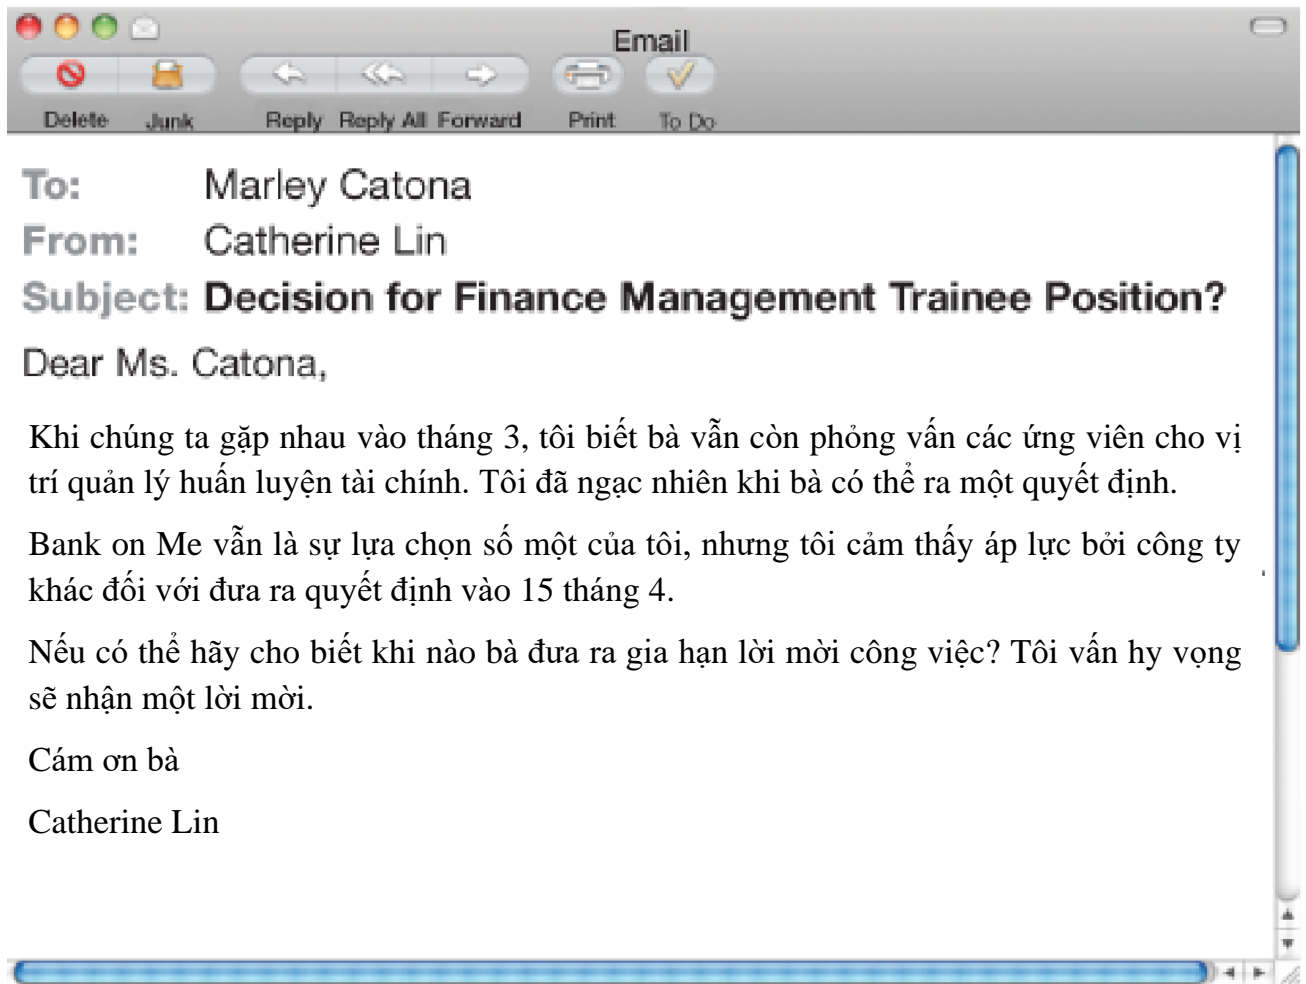 Email
Delete Junk Reply Reply All Forward Print To Do
To: Marley Catona
From: Catherine Lin
Subject: Decision for Finance Management Trainee Position?
Dear Ms. Catona,
Khi chúng ta gặp nhau vào tháng 3, tôi biết bà vẫn còn phỏng vấn các ứng viên cho vị
trí quản lý huấn luyện tài chính. Tôi đã ngạc nhiên khi bà có thể ra một quyết định.
Bank on Me vẫn là sự lựa chọn số một của tôi, nhưng tôi cảm thấy áp lực bởi công ty
khác đối với đưa ra quyết định vào 15 tháng 4.
Nếu có thể hãy cho biết khi nào bà đưa ra gia hạn lời mời công việc? Tôi vấn hy vọng
sẽ nhận một lời mời.
Cám ơn bà
Catherine Lin